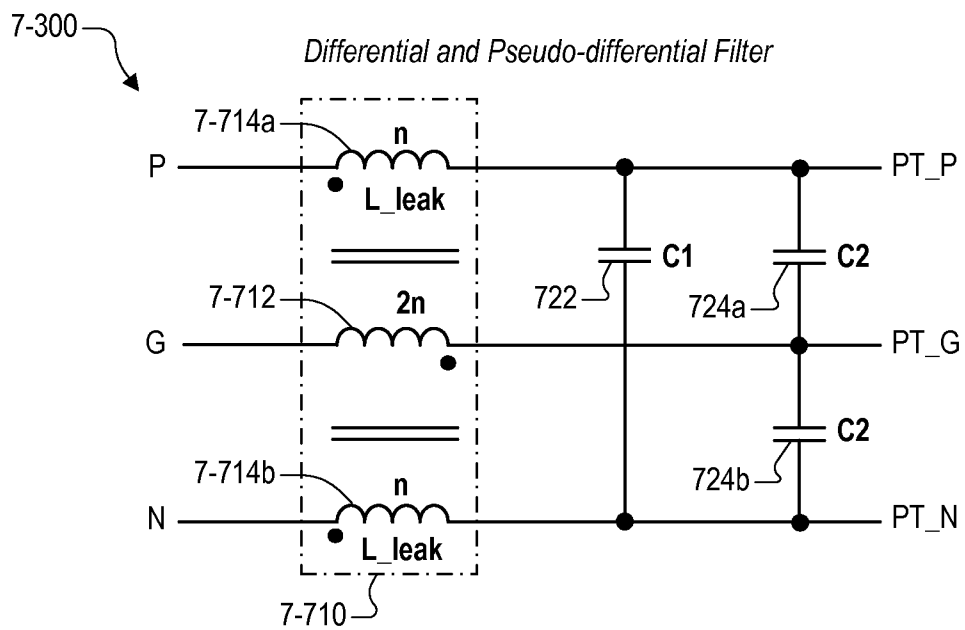 7-300
Differential and Pseudo-differential Filter
7-714a
n
P
PT_P
L_leak
C1
C2
722
724a
7-712
2n
G
PT_G
C2
724b
7-714b
n
N
PT_N
L_leak
7-710